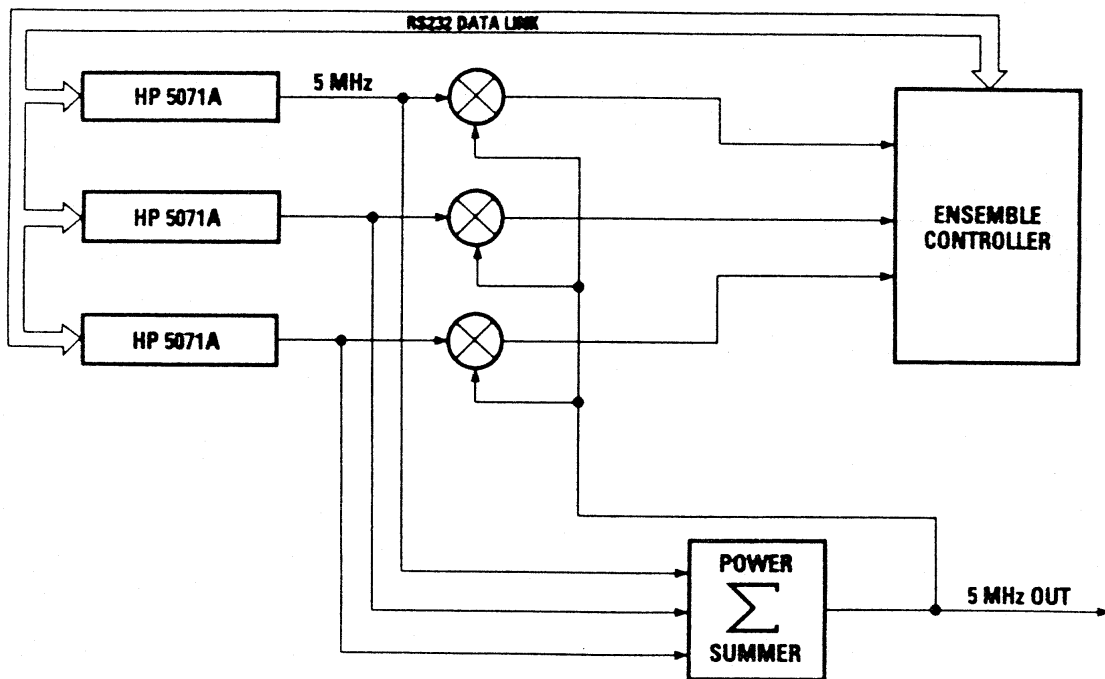 RS232 DATA LINK
HP 5071A
5 MHz
HP 5071A
HP 5071A
ENSEMBLE
CONTROLLER
POWER
Σ
SUMMER
5 MHz OUT